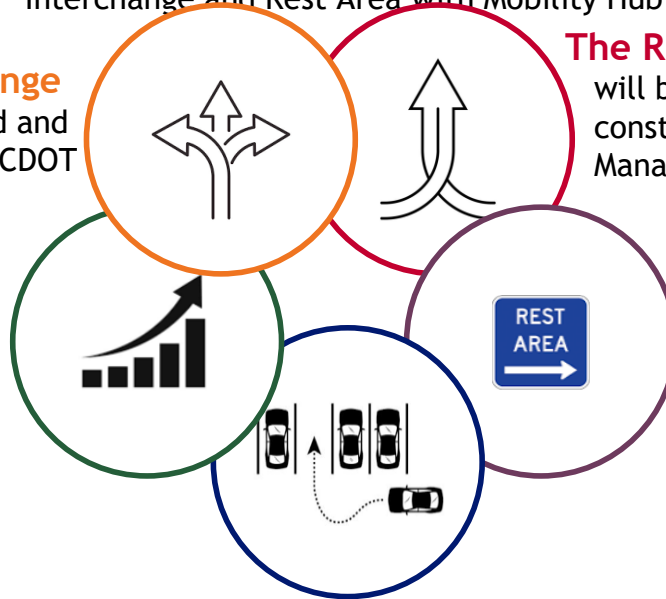 Interchange and Rest Area with Mobility Hub
The R
nge
will b
d and
const
CDOT
Mana
REST
AREA